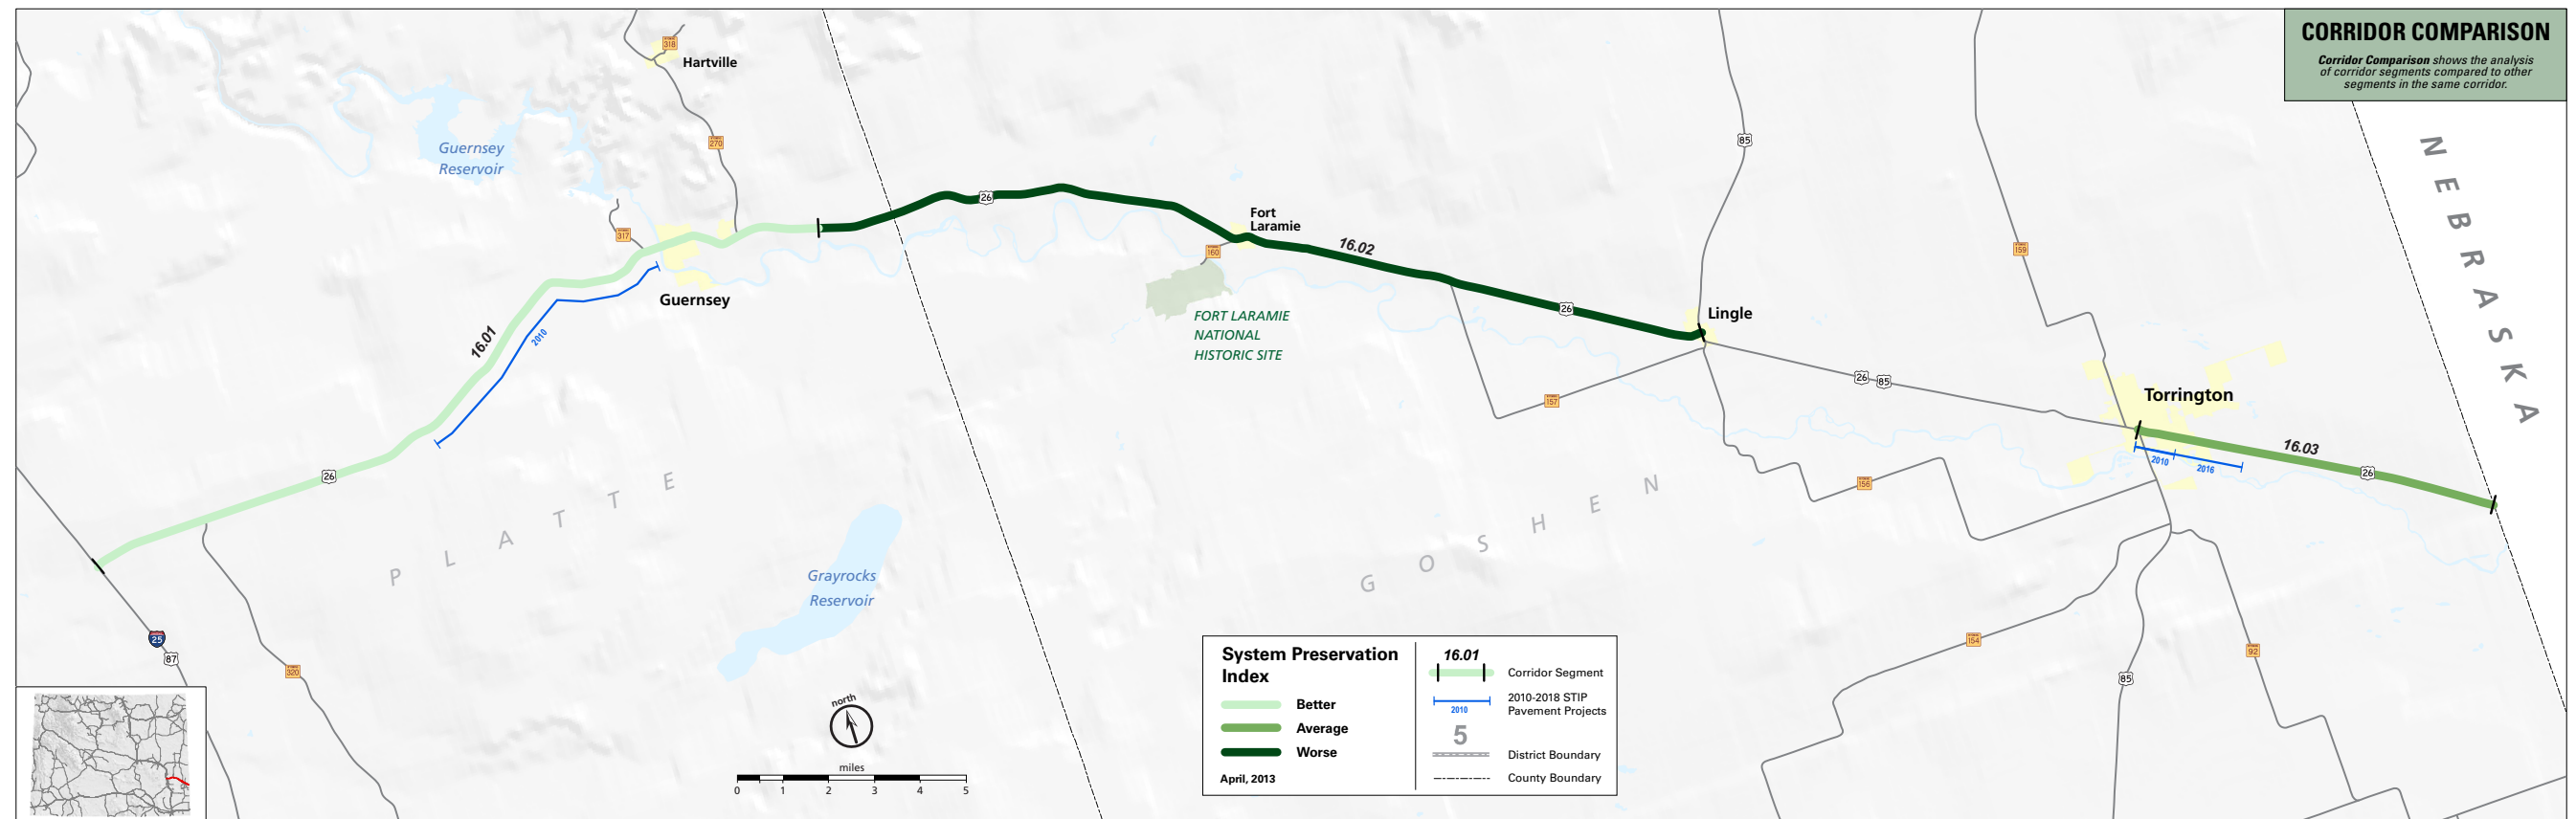 CORRIDOR COMPARISON
Corridor Comparison shows the analysis
of corridor segments compared to other
segments in the same corridor.
318
Hartville
270
85
Guernsey
Reservoir
NEBRASKA
26
Fort
Laramie
317
160
16.02
159
Guernsey
26
Lingle
FORT LARAMIE
NATIONAL
HISTORIC SITE
16.01
2010
26 85
157
Torrington
16.03
2010
2016
26
26
156
PLATTE
GOSHEN
Grayrocks
Reservoir
25
87
320
154
92
85
System Preservation
Index
Better
Average
Worse
April, 2013
16.01
Corridor Segment
2010
2010-2018 STIP
Pavement Projects
5
District Boundary
County Boundary
north
miles
0 1 2 3 4 5